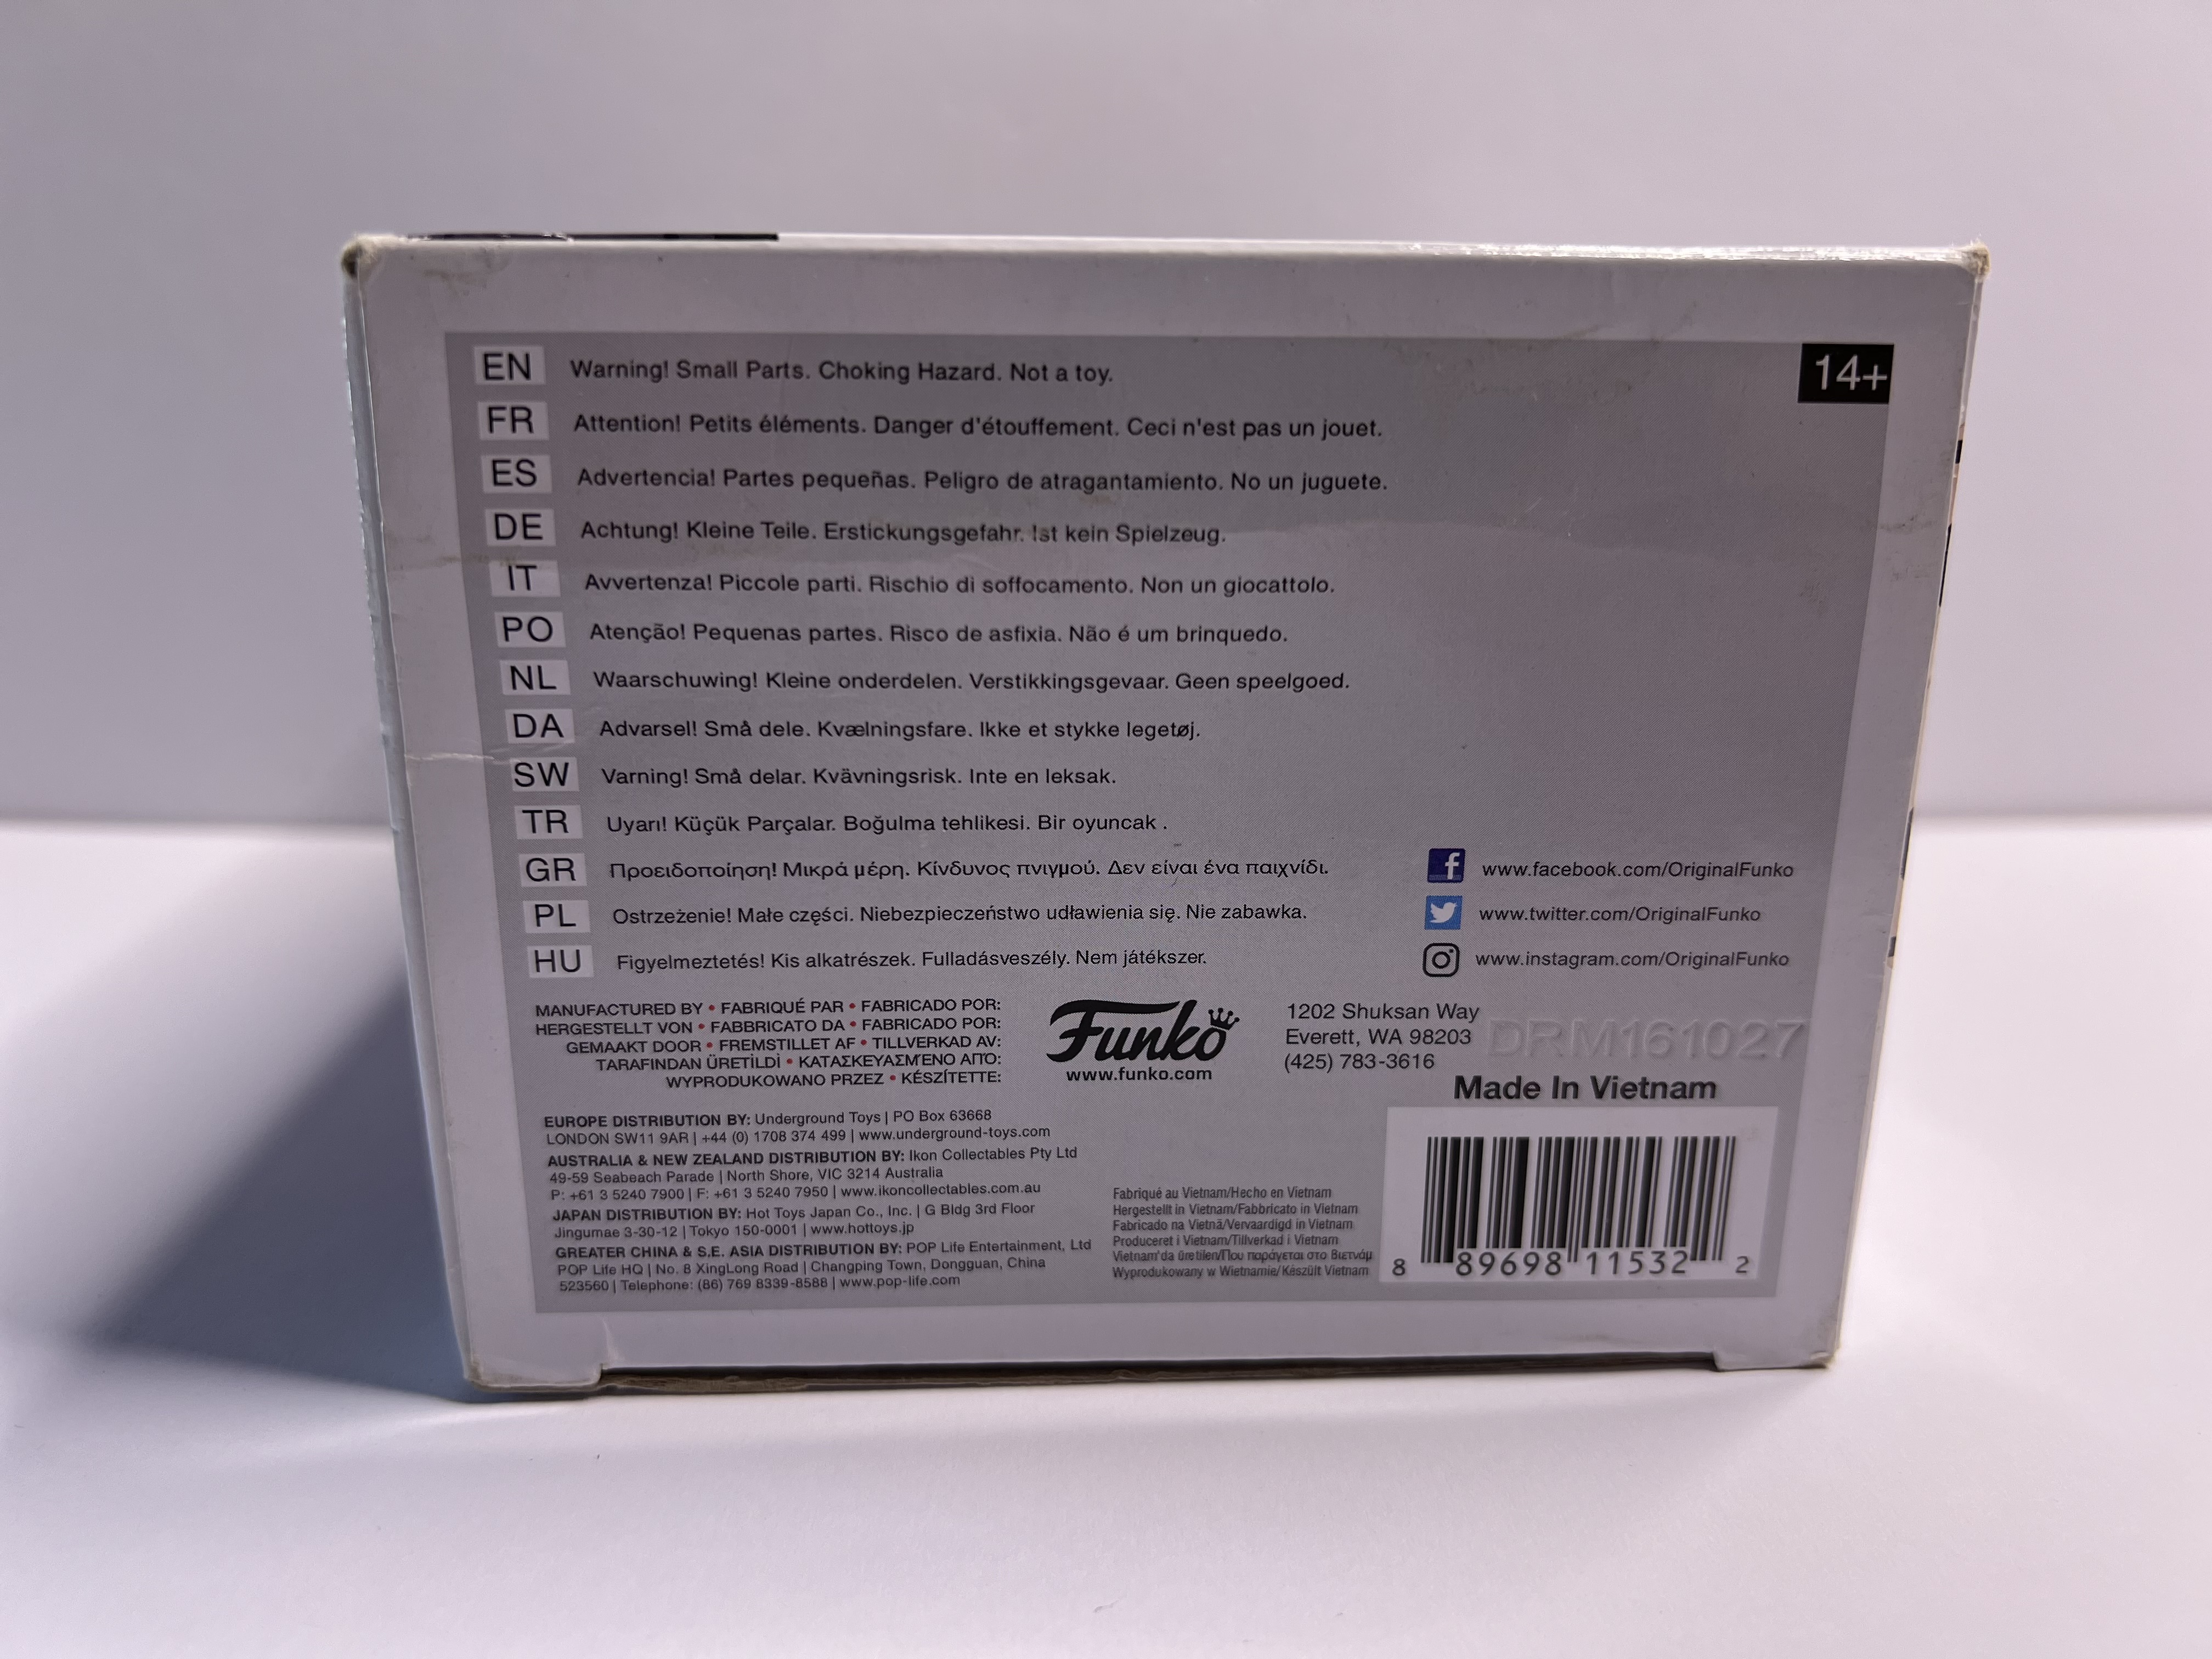 14+
EN Warning! Small Parts. Choking Hazard. Not a toy.
FR Attention! Petits éléments. Danger d'étouffement. Ceci n'est pas un jouet.
ES Advertencia! Partes pequeñas. Peligro de atragantamiento. No un juguete.
DE Achtung! Kleine Teile. Erstickungsgefahr. Ist kein Spielzeug.
IT Avvertenza! Piccole parti. Rischio di soffocamento. Non un giocattolo.
PO Atenção! Pequenas partes. Risco de asfixia. Não é um brinquedo.
NL Waarschuwing! Kleine onderdelen. Verstikkingsgevaar. Geen speelgoed.
DA Advarsel! Små dele. Kvælningsfare. Ikke et stykke legetøj.
SW Varning! Små delar. Kvävningsrisk. Inte en leksak.
TR Uyarı! Küçük Parçalar. Boğulma tehlikesi. Bir oyuncak .
GR Προειδοποίηση! Μικρά μέρη. Κίνδυνος πνιγμού. Δεν είναι ένα παιχνίδι.
PL Ostrzeżenie! Małe części. Niebezpieczeństwo udławienia się. Nie zabawka.
HU Figyelmeztetés! Kis alkatrészek. Fulladásveszély. Nem játékszer.
f www.facebook.com/OriginalFunko
www.twitter.com/OriginalFunko
www.instagram.com/OriginalFunko
MANUFACTURED BY • FABRIQUÉ PAR • FABRICADO POR:
HERGESTELLT VON • FABBRICATO DA • FABRICADO POR:
GEMAAKT DOOR • FREMSTILLET AF • TILLVERKAD AV:
TARAFINDAN ÜRETİLDİ • ΚΑΤΑΣΚΕΥΑΣΜΈΝΟ ΑΠΌ:
WYPRODUKOWANO PRZEZ • KÉSZÍTETTE:
Funko
www.funko.com
1202 Shuksan Way
Everett, WA 98203
(425) 783-3616
DRM161027
Made In Vietnam
EUROPE DISTRIBUTION BY: Underground Toys | PO Box 63668
LONDON SW11 9AR | +44 (0) 1708 374 499 | www.underground-toys.com
AUSTRALIA & NEW ZEALAND DISTRIBUTION BY: Ikon Collectables Pty Ltd
49-59 Seabeach Parade | North Shore, VIC 3214 Australia
P: +61 3 5240 7900 | F: +61 3 5240 7950 | www.ikoncollectables.com.au
JAPAN DISTRIBUTION BY: Hot Toys Japan Co., Inc. | G Bldg 3rd Floor
Jingumae 3-30-12 | Tokyo 150-0001 | www.hottoys.jp
GREATER CHINA & S.E. ASIA DISTRIBUTION BY: POP Life Entertainment, Ltd
POP Life HQ | No. 8 XingLong Road | Changping Town, Dongguan, China
523560 | Telephone: (86) 769 8339-8588 | www.pop-life.com
Fabriqué au Vietnam/Hecho en Vietnam
Hergestellt in Vietnam/Fabbricato in Vietnam
Fabricado na Vietnã/Vervaardigd in Vietnam
Produceret i Vietnam/Tillverkad i Vietnam
Vietnam'da üretilen/Που παράγεται στο Βιετνάμ
Wyprodukowany w Wietnamie/Készült Vietnam
8 89698 11532 2